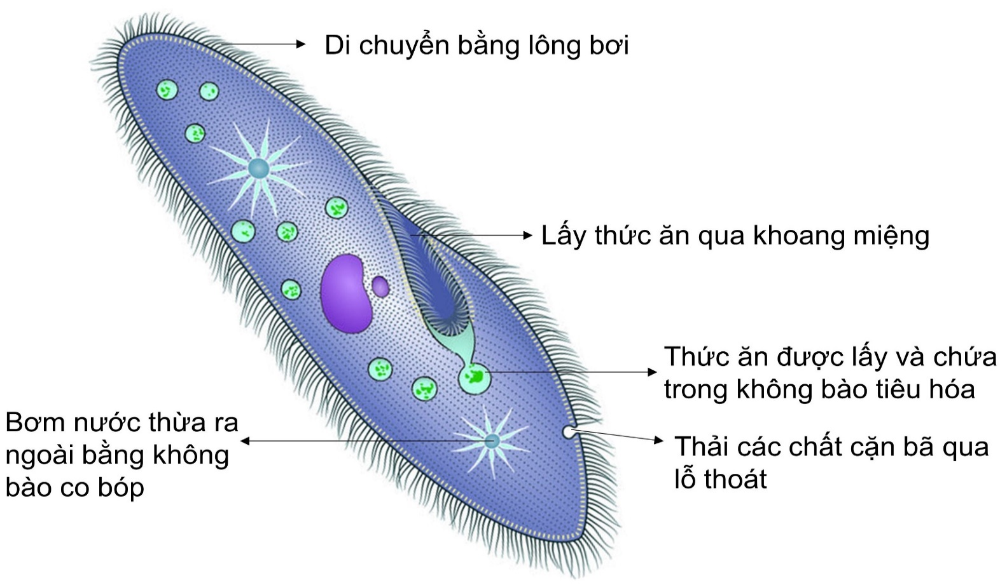 Di chuyển bằng lông bơi
Lấy thức ăn qua khoang miệng
Thức ăn được lấy và chứa
trong không bào tiêu hóa
Bơm nước thừa ra
ngoài bằng không
bào co bóp
Thải các chất cặn bã qua
lỗ thoát